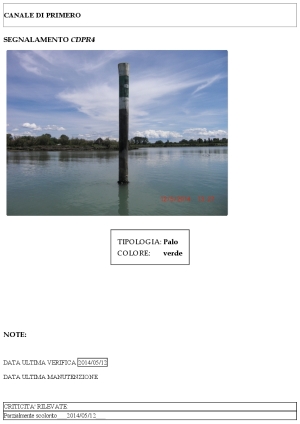 CANALE DI PRIMERO
SEGNALAMENTO CDPR4
TIPOLOGIA: Palo
COLORE: verde
NOTE:
DATA ULTIMA VERIFICA 2014/05/12
DATA ULTIMA MANUTENZIONE
CRITICITA' RILEVATE
Parzialmente scolorito 2014/05/12